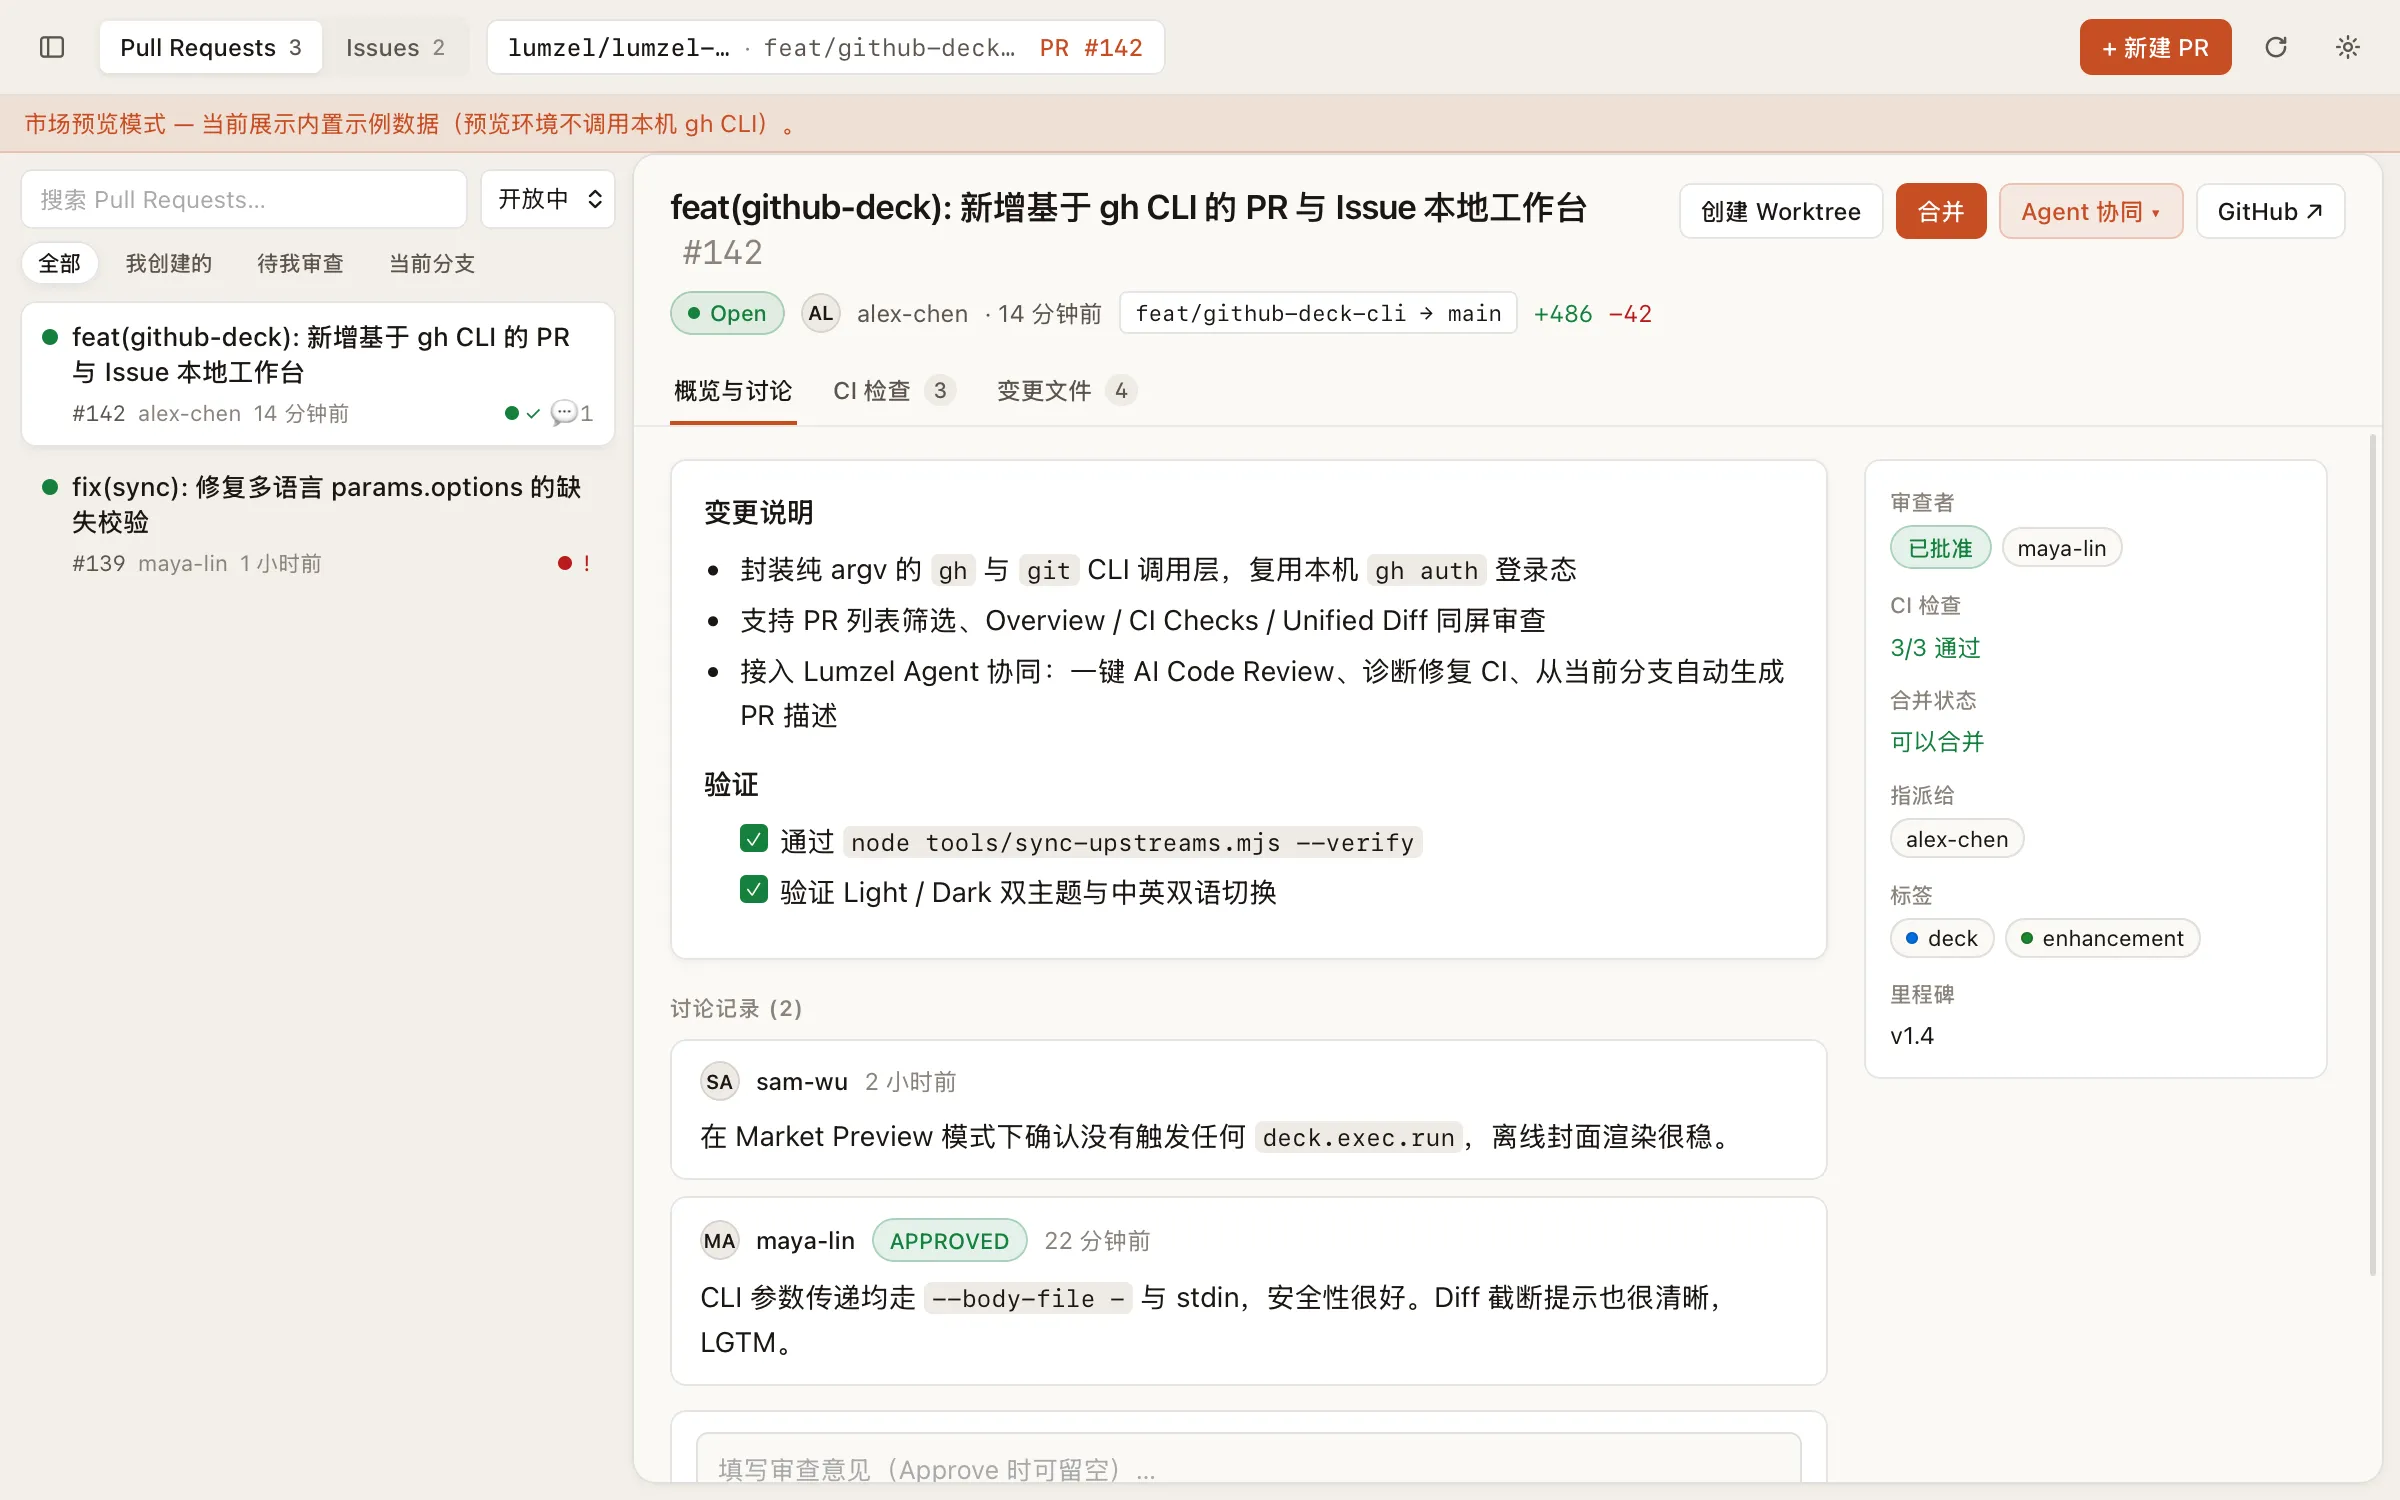 Pull Requests 3
Issues 2
lumzel/lumzel-… · feat/github-deck… PR #142
+ 新建 PR
市场预览模式 — 当前展示内置示例数据（预览环境不调用本机 gh CLI）。
搜索 Pull Requests...
开放中
全部 我创建的 待我审查 当前分支
feat(github-deck): 新增基于 gh CLI 的 PR
与 Issue 本地工作台
#142 alex-chen 14 分钟前 ✓ 💬1
fix(sync): 修复多语言 params.options 的缺
失校验
#139 maya-lin 1 小时前 !
feat(github-deck): 新增基于 gh CLI 的 PR 与 Issue 本地工作台
#142
创建 Worktree
合并
Agent 协同 ▾
GitHub ↗
Open AL alex-chen · 14 分钟前 feat/github-deck-cli → main +486 −42
概览与讨论 CI 检查 3 变更文件 4
变更说明
• 封装纯 argv 的 gh 与 git CLI 调用层，复用本机 gh auth 登录态
• 支持 PR 列表筛选、Overview / CI Checks / Unified Diff 同屏审查
• 接入 Lumzel Agent 协同：一键 AI Code Review、诊断修复 CI、从当前分支自动生成
PR 描述
验证
✓ 通过 node tools/sync-upstreams.mjs --verify
✓ 验证 Light / Dark 双主题与中英双语切换
讨论记录 (2)
SA sam-wu 2 小时前
在 Market Preview 模式下确认没有触发任何 deck.exec.run，离线封面渲染很稳。
MA maya-lin APPROVED 22 分钟前
CLI 参数传递均走 --body-file - 与 stdin，安全性很好。Diff 截断提示也很清晰，
LGTM。
填写审查意见（Approve 时可留空）...
审查者
已批准 maya-lin
CI 检查
3/3 通过
合并状态
可以合并
指派给
alex-chen
标签
deck enhancement
里程碑
v1.4